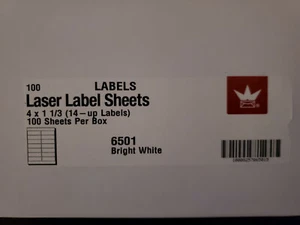 100 LABELS
Laser Label Sheets
4 x 1 1/3 (14-up Labels)
100 Sheets Per Box
6501
Bright White